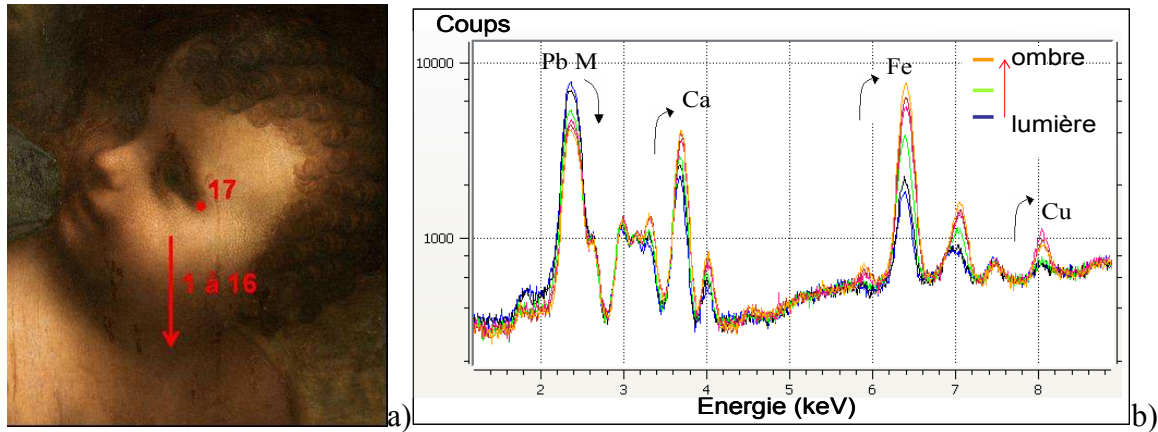 17
1 à 16
a)
Coups
10000
1000
Pb M
Ca
Fe
Cu
ombre
lumière
2 3 4 5 6 7 8
Energie (keV)
b)